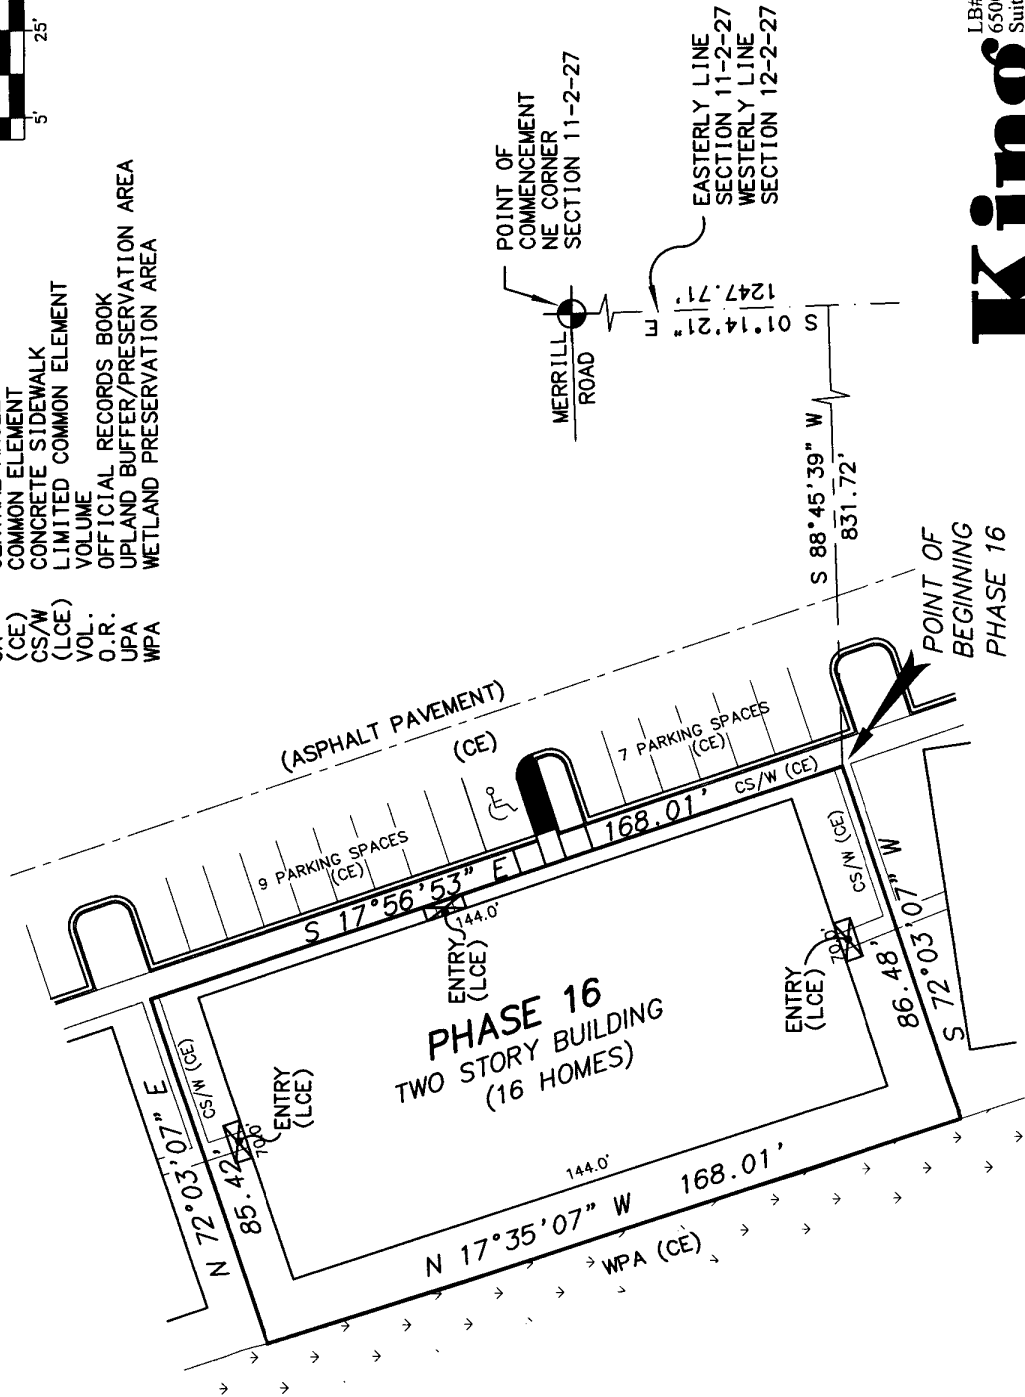 5'
25'
(CE) COMMON ELEMENT
CS/W CONCRETE SIDEWALK
(LCE) LIMITED COMMON ELEMENT
VOL. VOLUME
O.R. OFFICIAL RECORDS BOOK
UPA UPLAND BUFFER/PRESERVATION AREA
WPA WETLAND PRESERVATION AREA
POINT OF
COMMENCEMENT
NE CORNER
SECTION 11-2-27
MERRILL
ROAD
EASTERLY LINE
SECTION 11-2-27
WESTERLY LINE
SECTION 12-2-27
S 01°14'21" E
1247.71'
S 88°45'39" W
831.72'
POINT OF
BEGINNING
PHASE 16
(ASPHALT PAVEMENT)
(CE)
9 PARKING SPACES
(CE)
7 PARKING SPACES
(CE)
S 17°56'53" E
168.01'
CS/W (CE)
144.0'
ENTRY
(LCE)
CS/W (CE)
70.0'
ENTRY
(LCE)
86.48'
S 72°03'07" W
PHASE 16
TWO STORY BUILDING
(16 HOMES)
N 72°03'07" E
85.42'
CS/W (CE)
70.0'
ENTRY
(LCE)
144.0'
N 17°35'07" W
168.01'
WPA (CE)
King
LB#
650
Suit